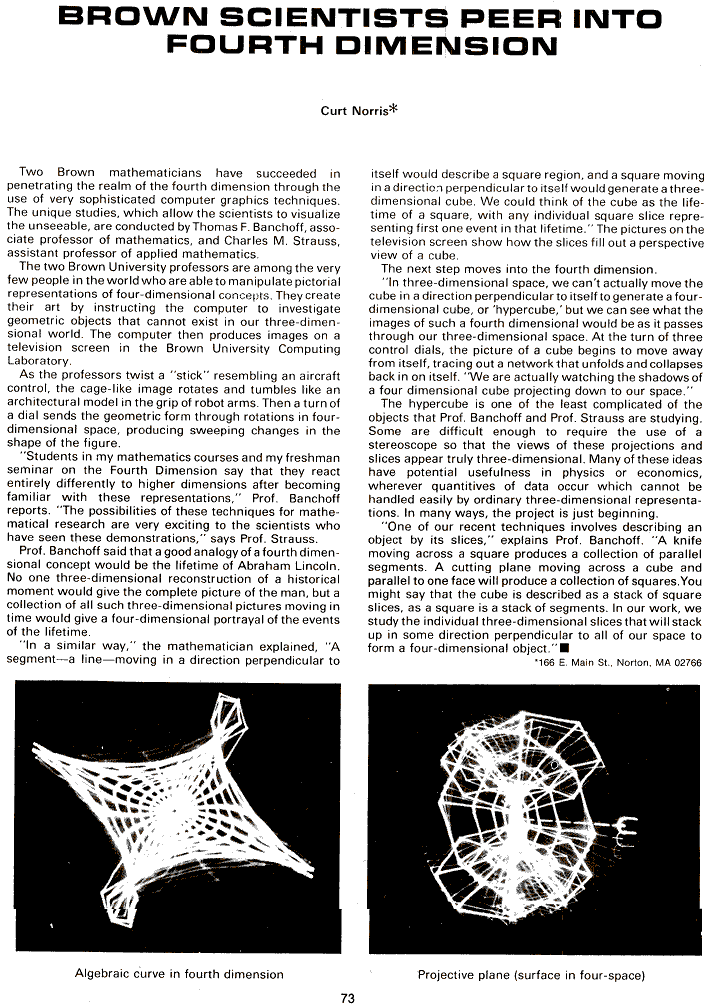 BROWN SCIENTISTS PEER INTO
FOURTH DIMENSION
Curt Norris*
Two Brown mathematicians have succeeded in
penetrating the realm of the fourth dimension through the
use of very sophisticated computer graphics techniques.
The unique studies, which allow the scientists to visualize
the unseeable, are conducted by Thomas F. Banchoff, asso-
ciate professor of mathematics, and Charles M. Strauss,
assistant professor of applied mathematics.
The two Brown University professors are among the very
few people in the world who are able to manipulate pictorial
representations of four-dimensional concepts. They create
their art by instructing the computer to investigate
geometric objects that cannot exist in our three-dimen-
sional world. The computer then produces images on a
television screen in the Brown University Computing
Laboratory.
As the professors twist a "stick" resembling an aircraft
control, the cage-like image rotates and tumbles like an
architectural model in the grip of robot arms. Then a turn of
a dial sends the geometric form through rotations in four-
dimensional space, producing sweeping changes in the
shape of the figure.
"Students in my mathematics courses and my freshman
seminar on the Fourth Dimension say that they react
entirely differently to higher dimensions after becoming
familiar with these representations," Prof. Banchoff
reports. "The possibilities of these techniques for mathe-
matical research are very exciting to the scientists who
have seen these demonstrations," says Prof. Strauss.
Prof. Banchoff said that a good analogy of a fourth dimen-
sional concept would be the lifetime of Abraham Lincoln.
No one three-dimensional reconstruction of a historical
moment would give the complete picture of the man, but a
collection of all such three-dimensional pictures moving in
time would give a four-dimensional portrayal of the events
of the lifetime.
"In a similar way," the mathematician explained, "A
segment—a line—moving in a direction perpendicular to
itself would describe a square region, and a square moving
in a direction perpendicular to itself would generate a three-
dimensional cube. We could think of the cube as the life-
time of a square, with any individual square slice repre-
senting first one event in that lifetime." The pictures on the
television screen show how the slices fill out a perspective
view of a cube.
The next step moves into the fourth dimension.
"In three-dimensional space, we can't actually move the
cube in a direction perpendicular to itself to generate a four-
dimensional cube, or 'hypercube,' but we can see what the
images of such a fourth dimensional would be as it passes
through our three-dimensional space. At the turn of three
control dials, the picture of a cube begins to move away
from itself, tracing out a network that unfolds and collapses
back in on itself. "We are actually watching the shadows of
a four dimensional cube projecting down to our space."
The hypercube is one of the least complicated of the
objects that Prof. Banchoff and Prof. Strauss are studying.
Some are difficult enough to require the use of a
stereoscope so that the views of these projections and
slices appear truly three-dimensional. Many of these ideas
have potential usefulness in physics or economics,
wherever quantitives of data occur which cannot be
handled easily by ordinary three-dimensional representa-
tions. In many ways, the project is just beginning.
"One of our recent techniques involves describing an
object by its slices," explains Prof. Banchoff. "A knife
moving across a square produces a collection of parallel
segments. A cutting plane moving across a cube and
parallel to one face will produce a collection of squares.You
might say that the cube is described as a stack of square
slices, as a square is a stack of segments. In our work, we
study the individual three-dimensional slices that will stack
up in some direction perpendicular to all of our space to
form a four-dimensional object." ■
*166 E. Main St., Norton, MA 02766
Algebraic curve in fourth dimension
Projective plane (surface in four-space)
73